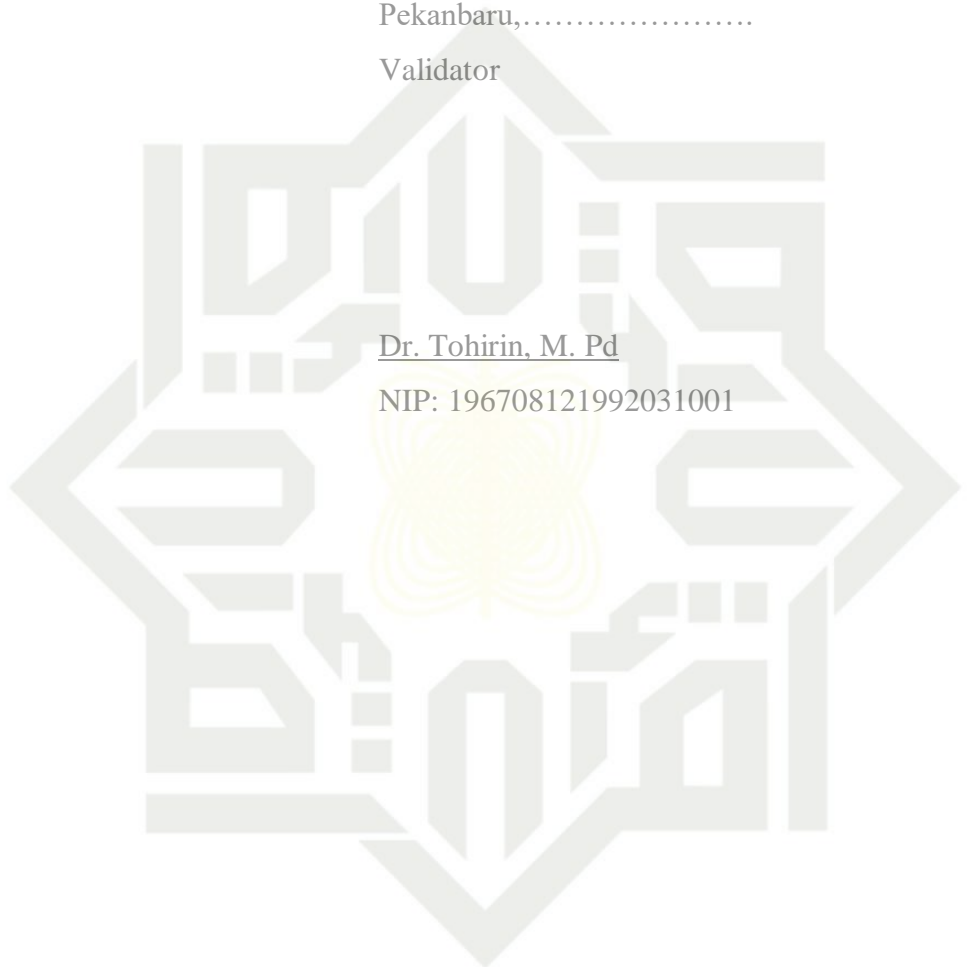 Pekanbaru,………………….
Validator
Dr. Tohirin, M. Pd
NIP: 196708121992031001